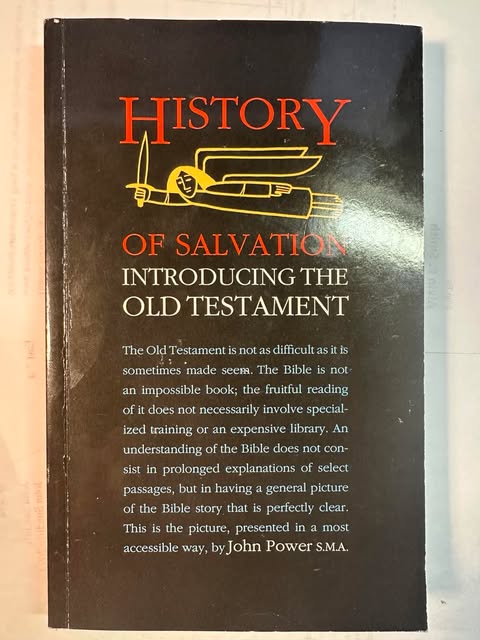 HISTORY
OF SALVATION
INTRODUCING THE
OLD TESTAMENT
The Old Testament is not as difficult as it is
sometimes made seem. The Bible is not
an impossible book; the fruitful reading
of it does not necessarily involve special-
ized training or an expensive library. An
understanding of the Bible does not con-
sist in prolonged explanations of select
passages, but in having a general picture
of the Bible story that is perfectly clear.
This is the picture, presented in a most
accessible way, by John Power S.M.A.